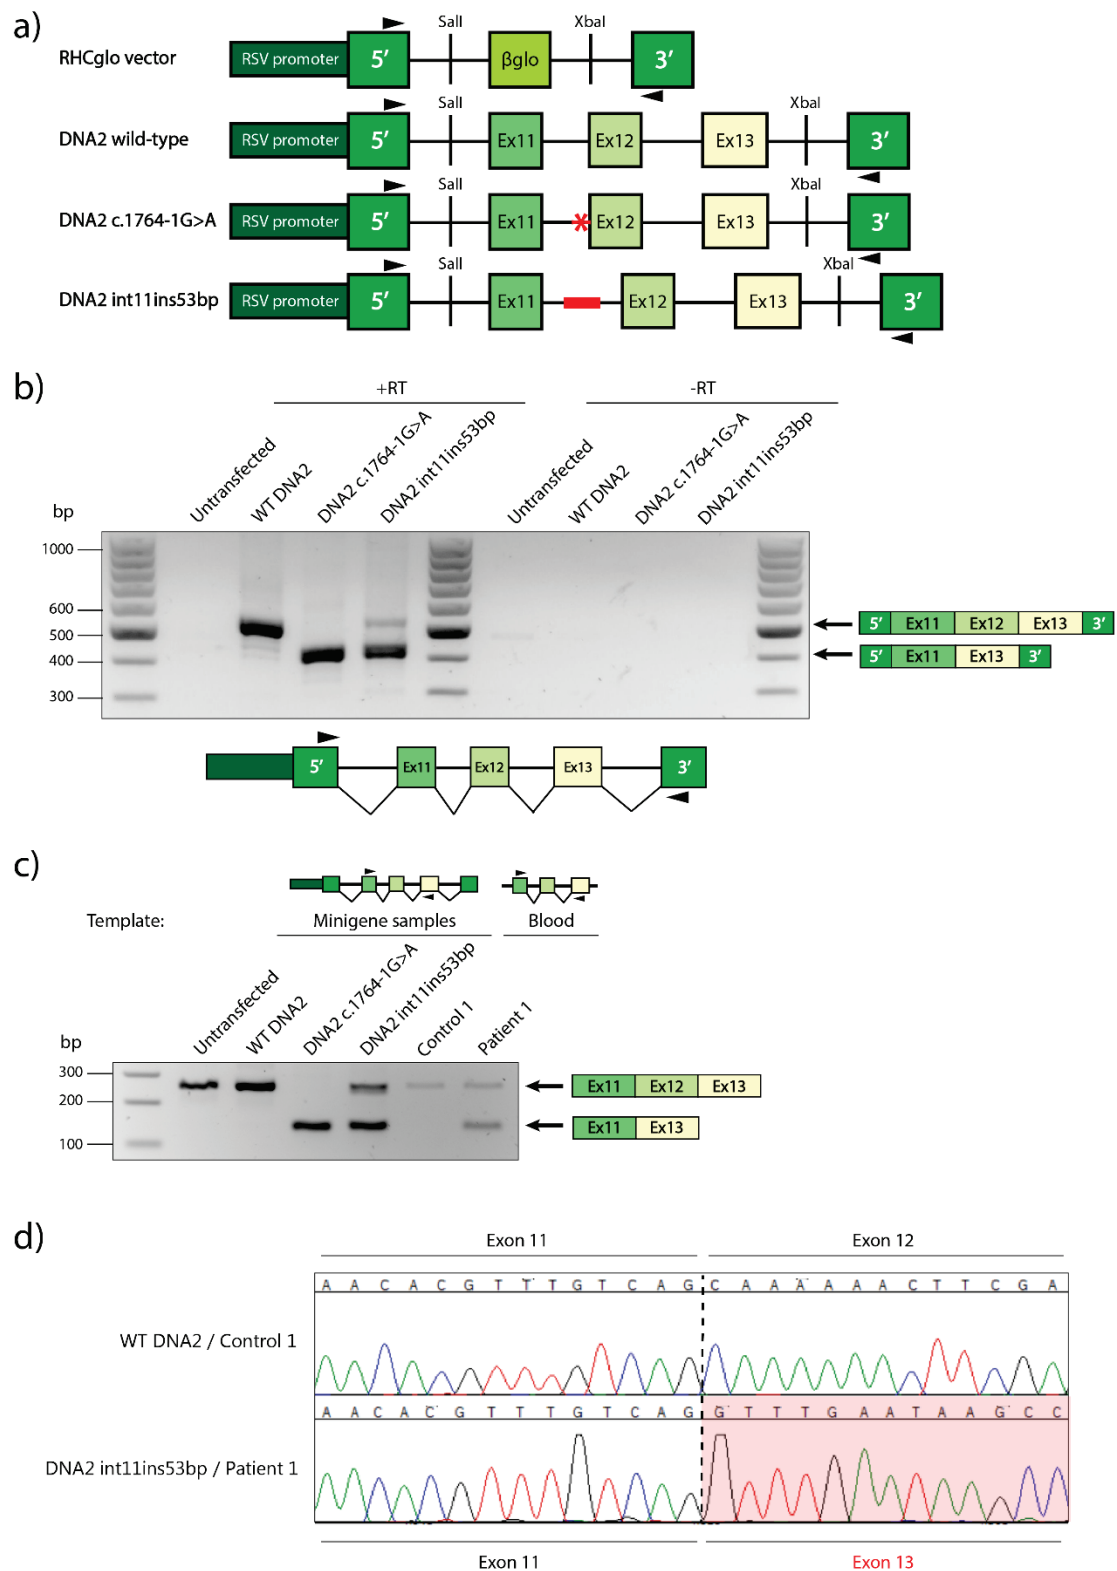 a)
SalI XbaI
RHCglo vector RSV promoter 5' βglo 3'
SalI XbaI
DNA2 wild-type RSV promoter 5' Ex11 Ex12 Ex13 3'
SalI XbaI
DNA2 c.1764-1G>A RSV promoter 5' Ex11 * Ex12 Ex13 3'
SalI XbaI
DNA2 int11ins53bp RSV promoter 5' Ex11 Ex12 Ex13 3'
b)
+RT -RT
Untransfected WT DNA2 DNA2 c.1764-1G>A DNA2 int11ins53bp Untransfected WT DNA2 DNA2 c.1764-1G>A DNA2 int11ins53bp
bp
1000
600
500
400
300
5' Ex11 Ex12 Ex13 3'
5' Ex11 Ex13 3'
5' Ex11 Ex12 Ex13 3'
c)
Template: Minigene samples Blood
Untransfected WT DNA2 DNA2 c.1764-1G>A DNA2 int11ins53bp Control 1 Patient 1
bp
300
200
100
Ex11 Ex12 Ex13
Ex11 Ex13
d)
Exon 11 Exon 12
A A C A C G T T T G T C A G C A A A A A A C T T C G A
WT DNA2 / Control 1
A A C A C G T T T G T C A G G T T T G A A T A A G C C
DNA2 int11ins53bp / Patient 1
Exon 11 Exon 13